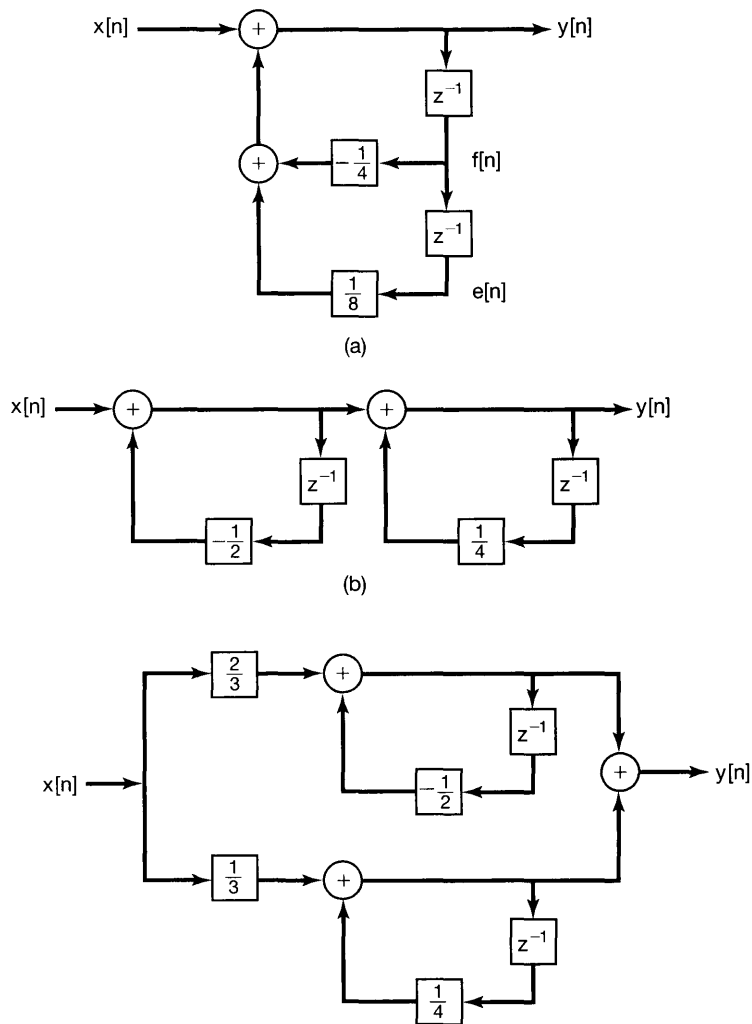 x[n] + y[n]
z⁻¹
+ -1/4 f[n]
z⁻¹
1/8 e[n]
(a)
x[n] + + y[n]
z⁻¹ z⁻¹
-1/2 1/4
(b)
2/3 +
z⁻¹
-1/2
x[n] + y[n]
1/3 +
z⁻¹
1/4